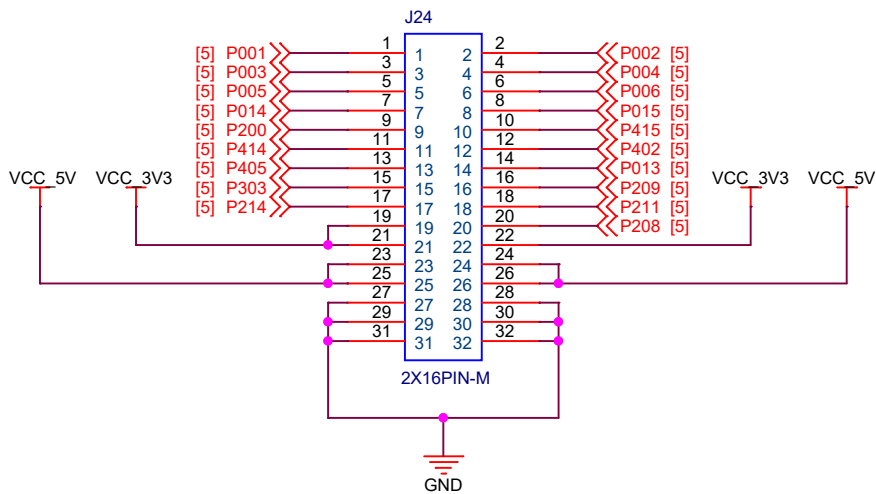 J24
[5] P001 1 1 2 2 P002 [5]
[5] P003 3 3 4 4 P004 [5]
[5] P005 5 5 6 6 P006 [5]
[5] P014 7 7 8 8 P015 [5]
[5] P200 9 9 10 10 P415 [5]
[5] P414 11 11 12 12 P402 [5]
[5] P405 13 13 14 14 P013 [5]
VCC_5V VCC_3V3 VCC_3V3 VCC_5V
[5] P303 15 15 16 16 P209 [5]
[5] P214 17 17 18 18 P211 [5]
19 19 20 20 P208 [5]
21 21 22 22
23 23 24 24
25 25 26 26
27 27 28 28
29 29 30 30
31 31 32 32
2X16PIN-M
GND